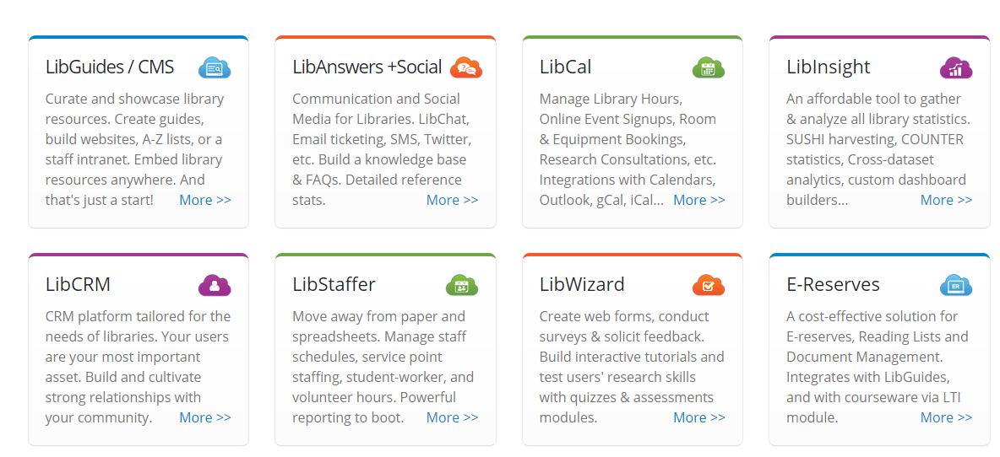 LibGuides / CMS
Curate and showcase library
resources. Create guides,
build websites, A-Z lists, or a
staff intranet. Embed library
resources anywhere. And
that's just a start! More >>
LibAnswers +Social
Communication and Social
Media for Libraries. LibChat,
Email ticketing, SMS, Twitter,
etc. Build a knowledge base
& FAQs. Detailed reference
stats. More >>
LibCal
Manage Library Hours,
Online Event Signups, Room
& Equipment Bookings,
Research Consultations, etc.
Integrations with Calendars,
Outlook, gCal, iCal... More >>
LibInsight
An affordable tool to gather
& analyze all library statistics.
SUSHI harvesting, COUNTER
statistics, Cross-dataset
analytics, custom dashboard
builders... More >>
LibCRM
CRM platform tailored for the
needs of libraries. Your users
are your most important
asset. Build and cultivate
strong relationships with
your community. More >>
LibStaffer
Move away from paper and
spreadsheets. Manage staff
schedules, service point
staffing, student-worker, and
volunteer hours. Powerful
reporting to boot. More >>
LibWizard
Create web forms, conduct
surveys & solicit feedback.
Build interactive tutorials and
test users' research skills
with quizzes & assessments
modules. More >>
E-Reserves
ER
A cost-effective solution for
E-reserves, Reading Lists and
Document Management.
Integrates with LibGuides,
and with courseware via LTI
module. More >>